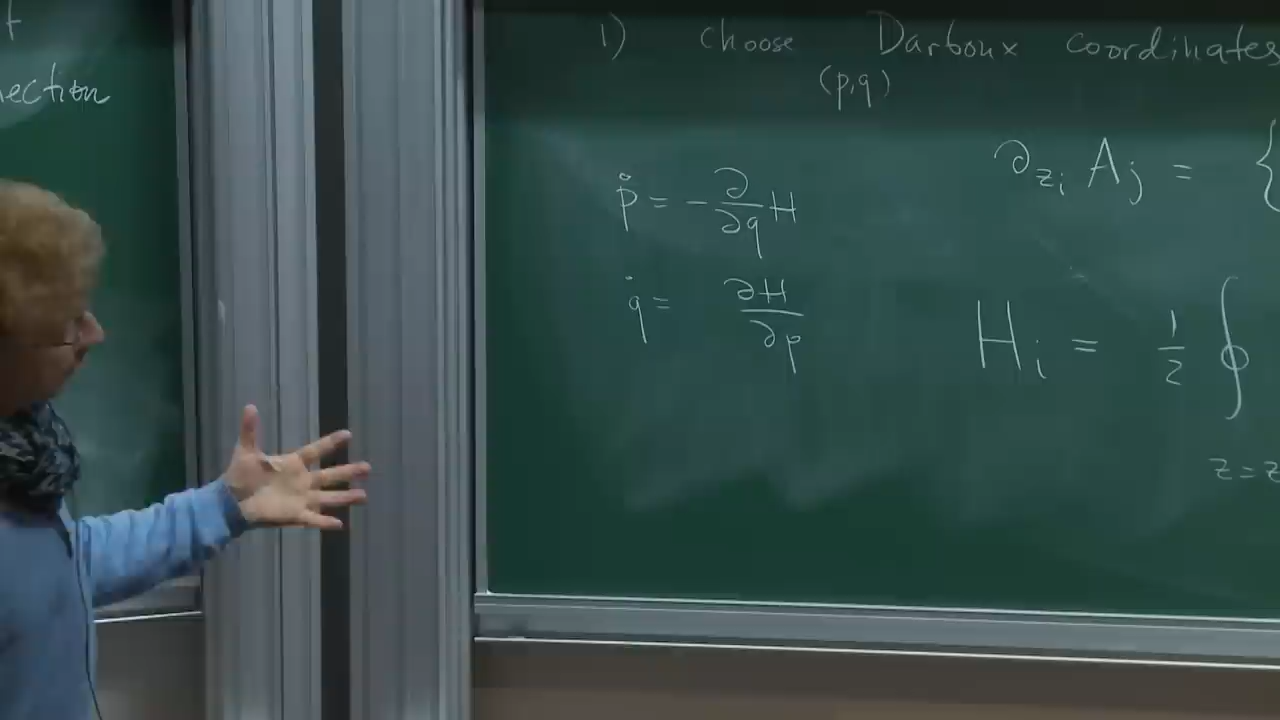 t
nection
1) Choose Darboux coordinates
(p,q)
ṗ = - ∂/∂q H
∂_{z_i} A_j = {
q̇ = ∂H/∂p
H_i = 1/2 ∮
z = z